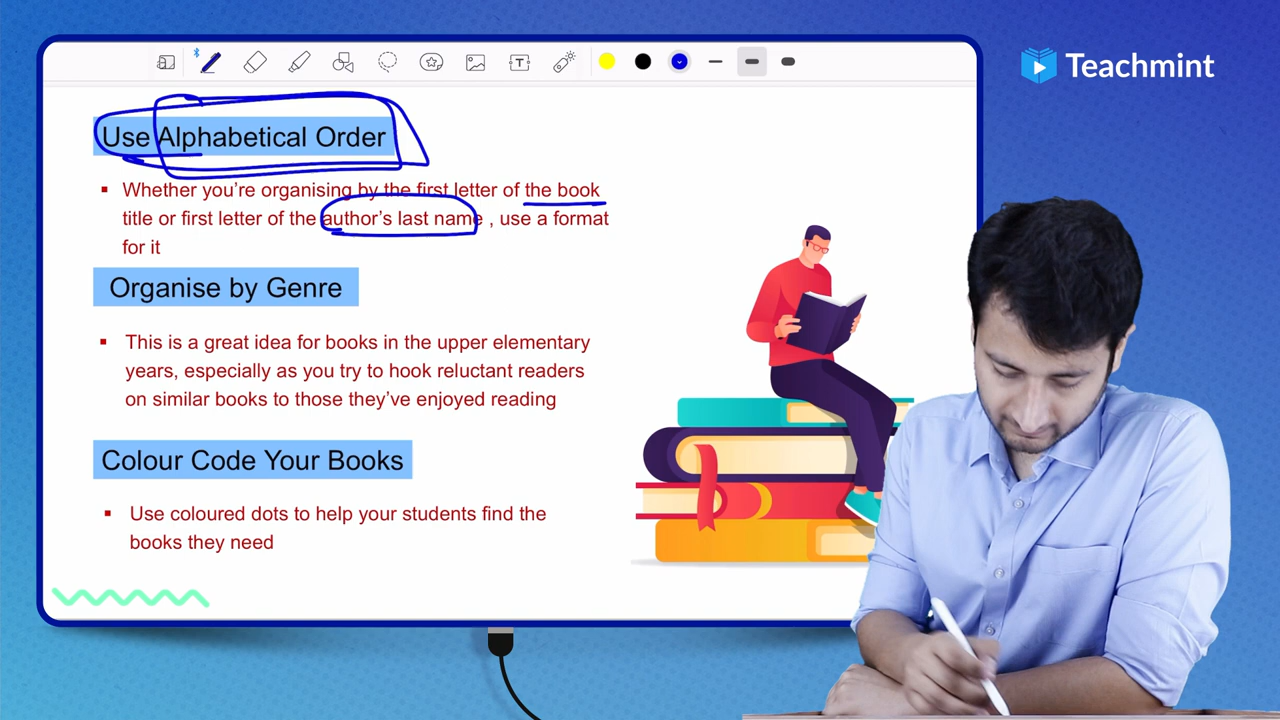 Teachmint
Use Alphabetical Order
▪ Whether you're organising by the first letter of the book
title or first letter of the author's last name , use a format
for it
Organise by Genre
▪ This is a great idea for books in the upper elementary
years, especially as you try to hook reluctant readers
on similar books to those they've enjoyed reading
Colour Code Your Books
▪ Use coloured dots to help your students find the
books they need